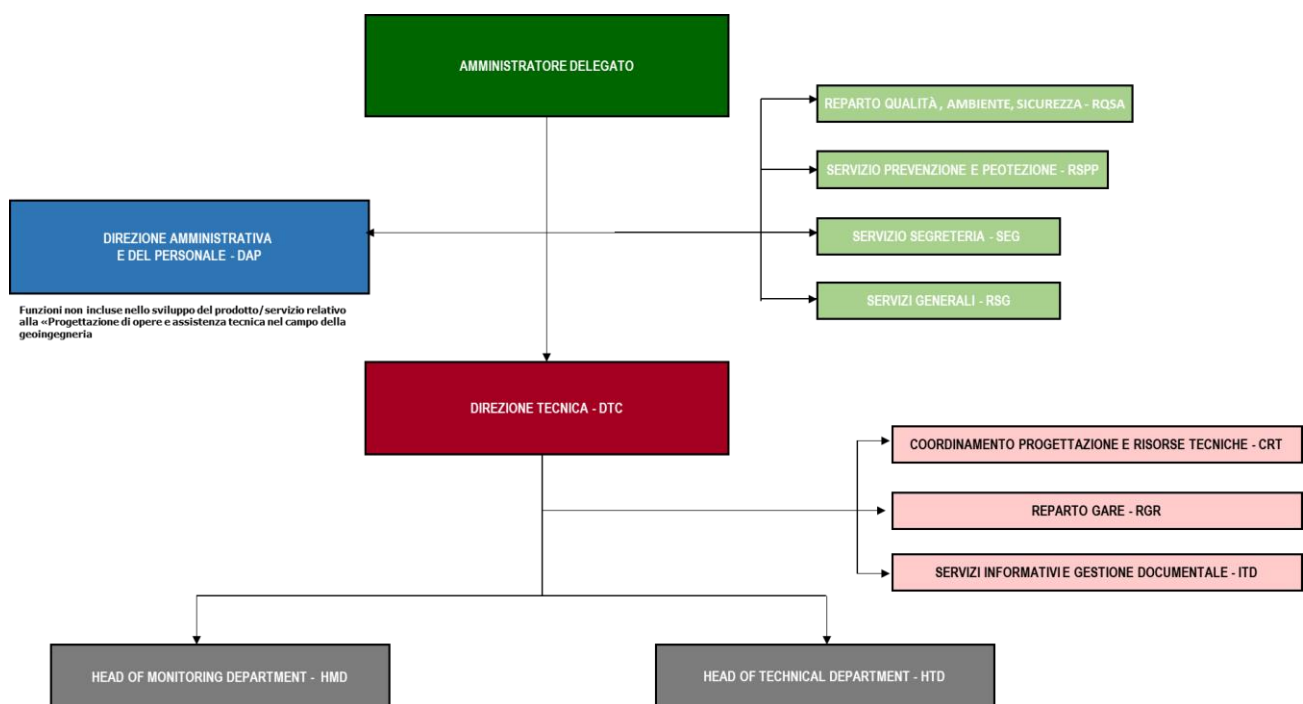 AMMINISTRATORE DELEGATO
REPARTO QUALITÀ , AMBIENTE, SICUREZZA - RQSA
SERVIZIO PREVENZIONE E PEOTEZIONE - RSPP
DIREZIONE AMMINISTRATIVA
E DEL PERSONALE - DAP
SERVIZIO SEGRETERIA - SEG
SERVIZI GENERALI - RSG
Funzioni non incluse nello sviluppo del prodotto/servizio relativo
alla «Progettazione di opere e assistenza tecnica nel campo della
geoingegneria
DIREZIONE TECNICA - DTC
COORDINAMENTO PROGETTAZIONE E RISORSE TECNICHE - CRT
REPARTO GARE - RGR
SERVIZI INFORMATIVI E GESTIONE DOCUMENTALE - ITD
HEAD OF MONITORING DEPARTMENT - HMD
HEAD OF TECHNICAL DEPARTMENT - HTD